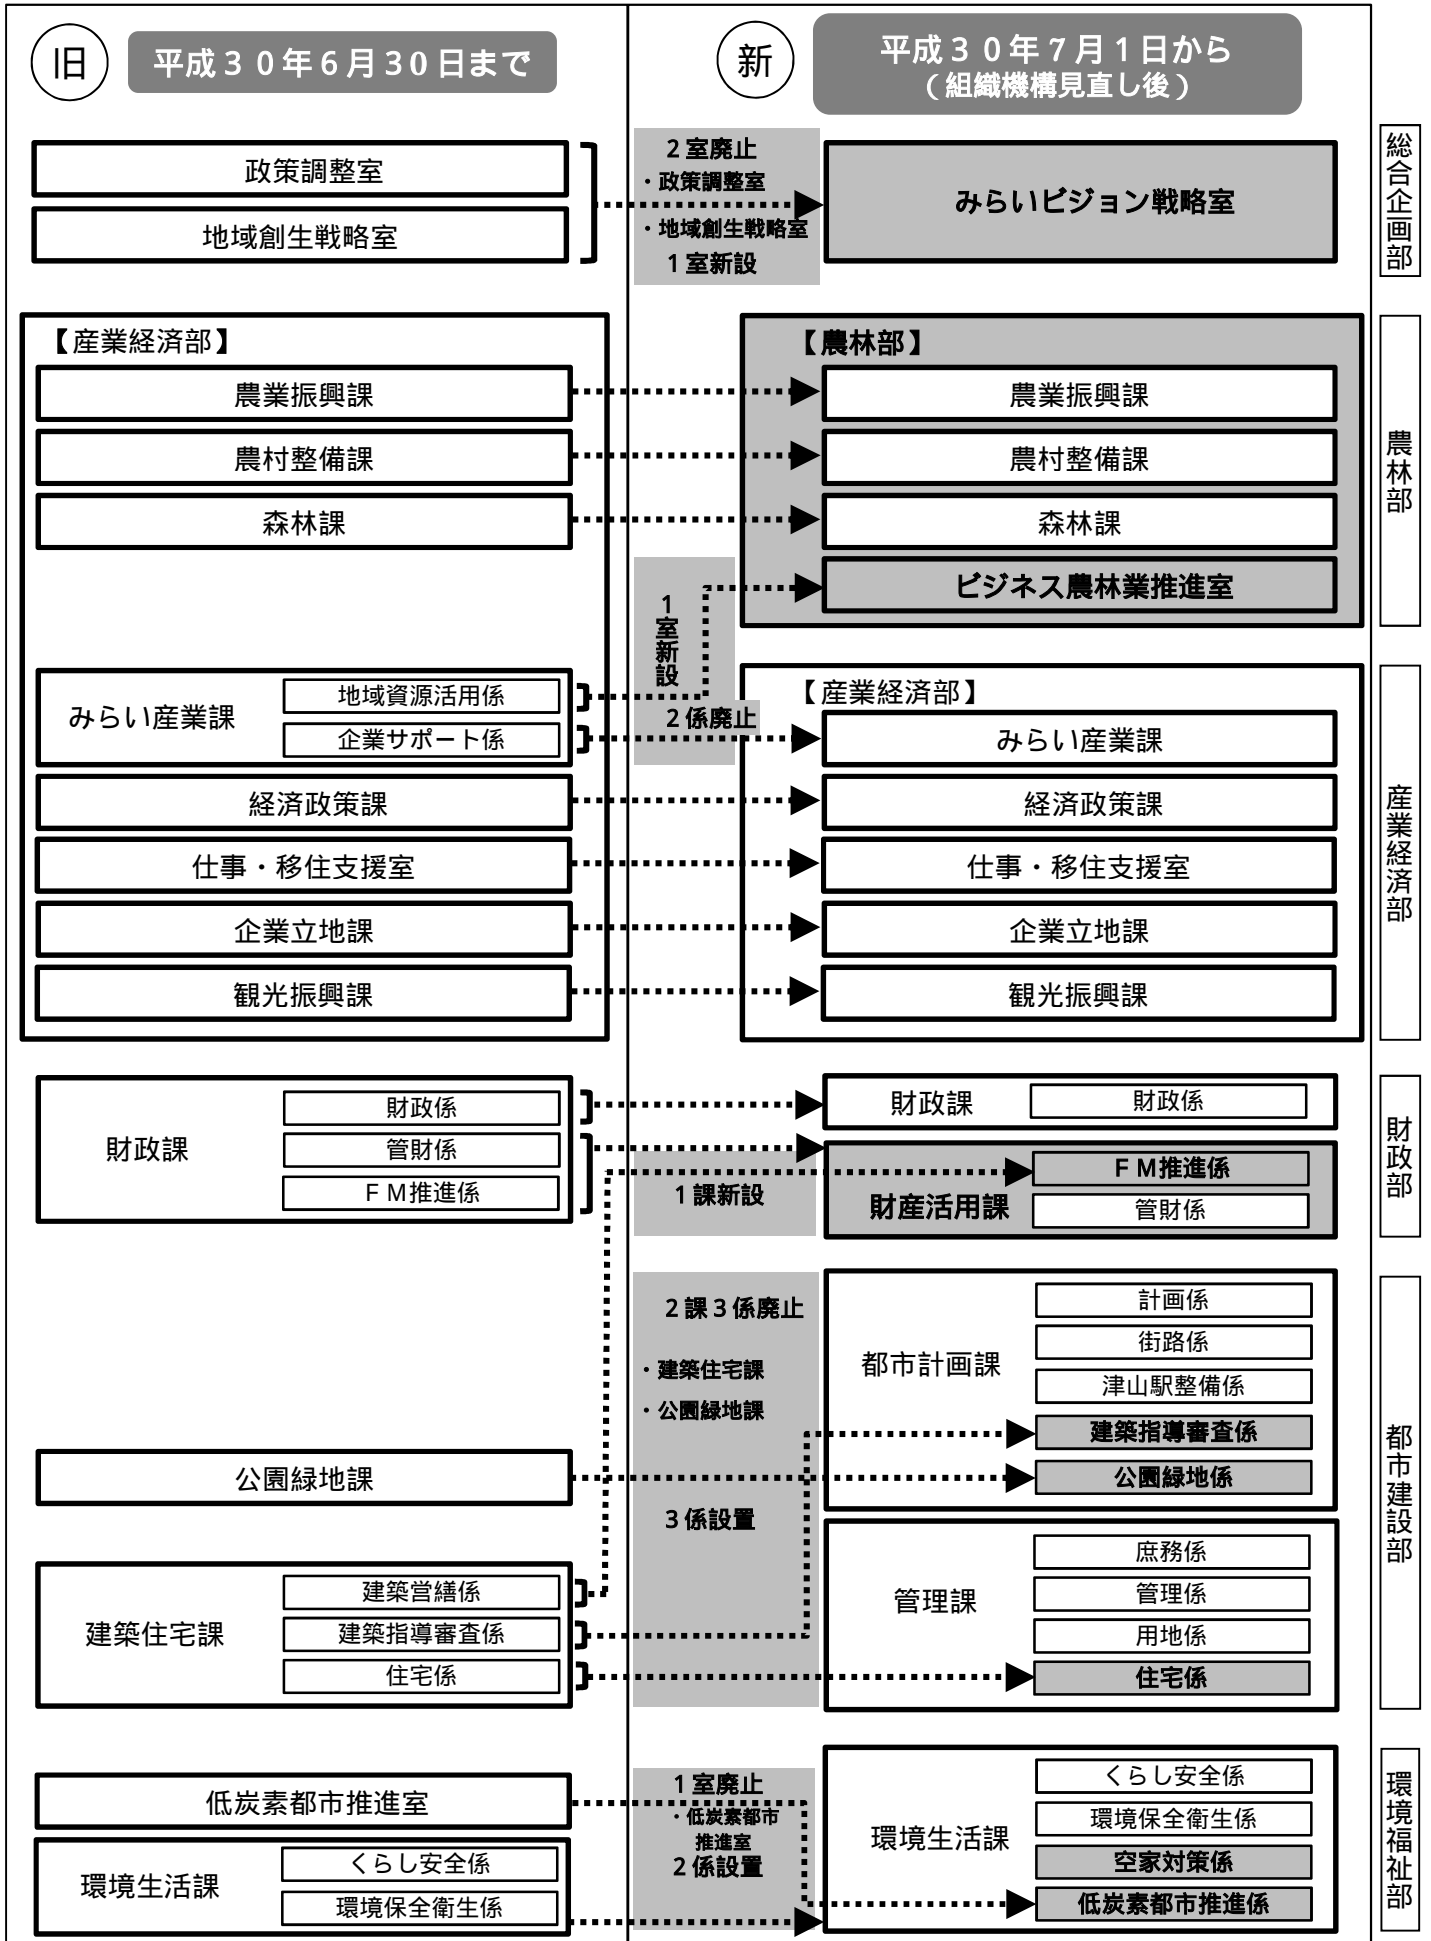 旧
平成３０年６月３０日まで
新
平成３０年７月１日から
（組織機構見直し後）
政策調整室
地域創生戦略室
２室廃止
・政策調整室
・地域創生戦略室
１室新設
みらいビジョン戦略室
総合企画部
【産業経済部】
農業振興課
農村整備課
森林課
みらい産業課
地域資源活用係
企業サポート係
経済政策課
仕事・移住支援室
企業立地課
観光振興課
１室新設
２係廃止
【農林部】
農業振興課
農村整備課
森林課
ビジネス農林業推進室
農林部
【産業経済部】
みらい産業課
経済政策課
仕事・移住支援室
企業立地課
観光振興課
産業経済部
財政課
財政係
管財係
ＦＭ推進係
１課新設
財政課
財政係
財産活用課
ＦＭ推進係
管財係
財政部
公園緑地課
建築住宅課
建築営繕係
建築指導審査係
住宅係
２課３係廃止
・建築住宅課
・公園緑地課
３係設置
都市計画課
計画係
街路係
津山駅整備係
建築指導審査係
公園緑地係
管理課
庶務係
管理係
用地係
住宅係
都市建設部
低炭素都市推進室
環境生活課
くらし安全係
環境保全衛生係
１室廃止
・低炭素都市
推進室
２係設置
環境生活課
くらし安全係
環境保全衛生係
空家対策係
低炭素都市推進係
環境福祉部